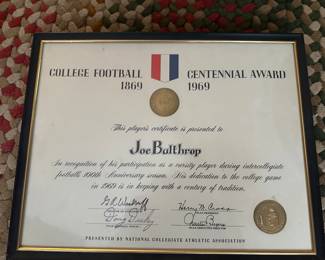 COLLEGE FOOTBALL CENTENNIAL AWARD
1869 1969
This player's certificate is presented to
Joe Balthrop
In recognition of his participation as a varsity player during intercollegiate
football's 100th Anniversary season. His dedication to the college game
in 1969 is in keeping with a century of tradition.
PRESENTED BY NATIONAL COLLEGIATE ATHLETIC ASSOCIATION